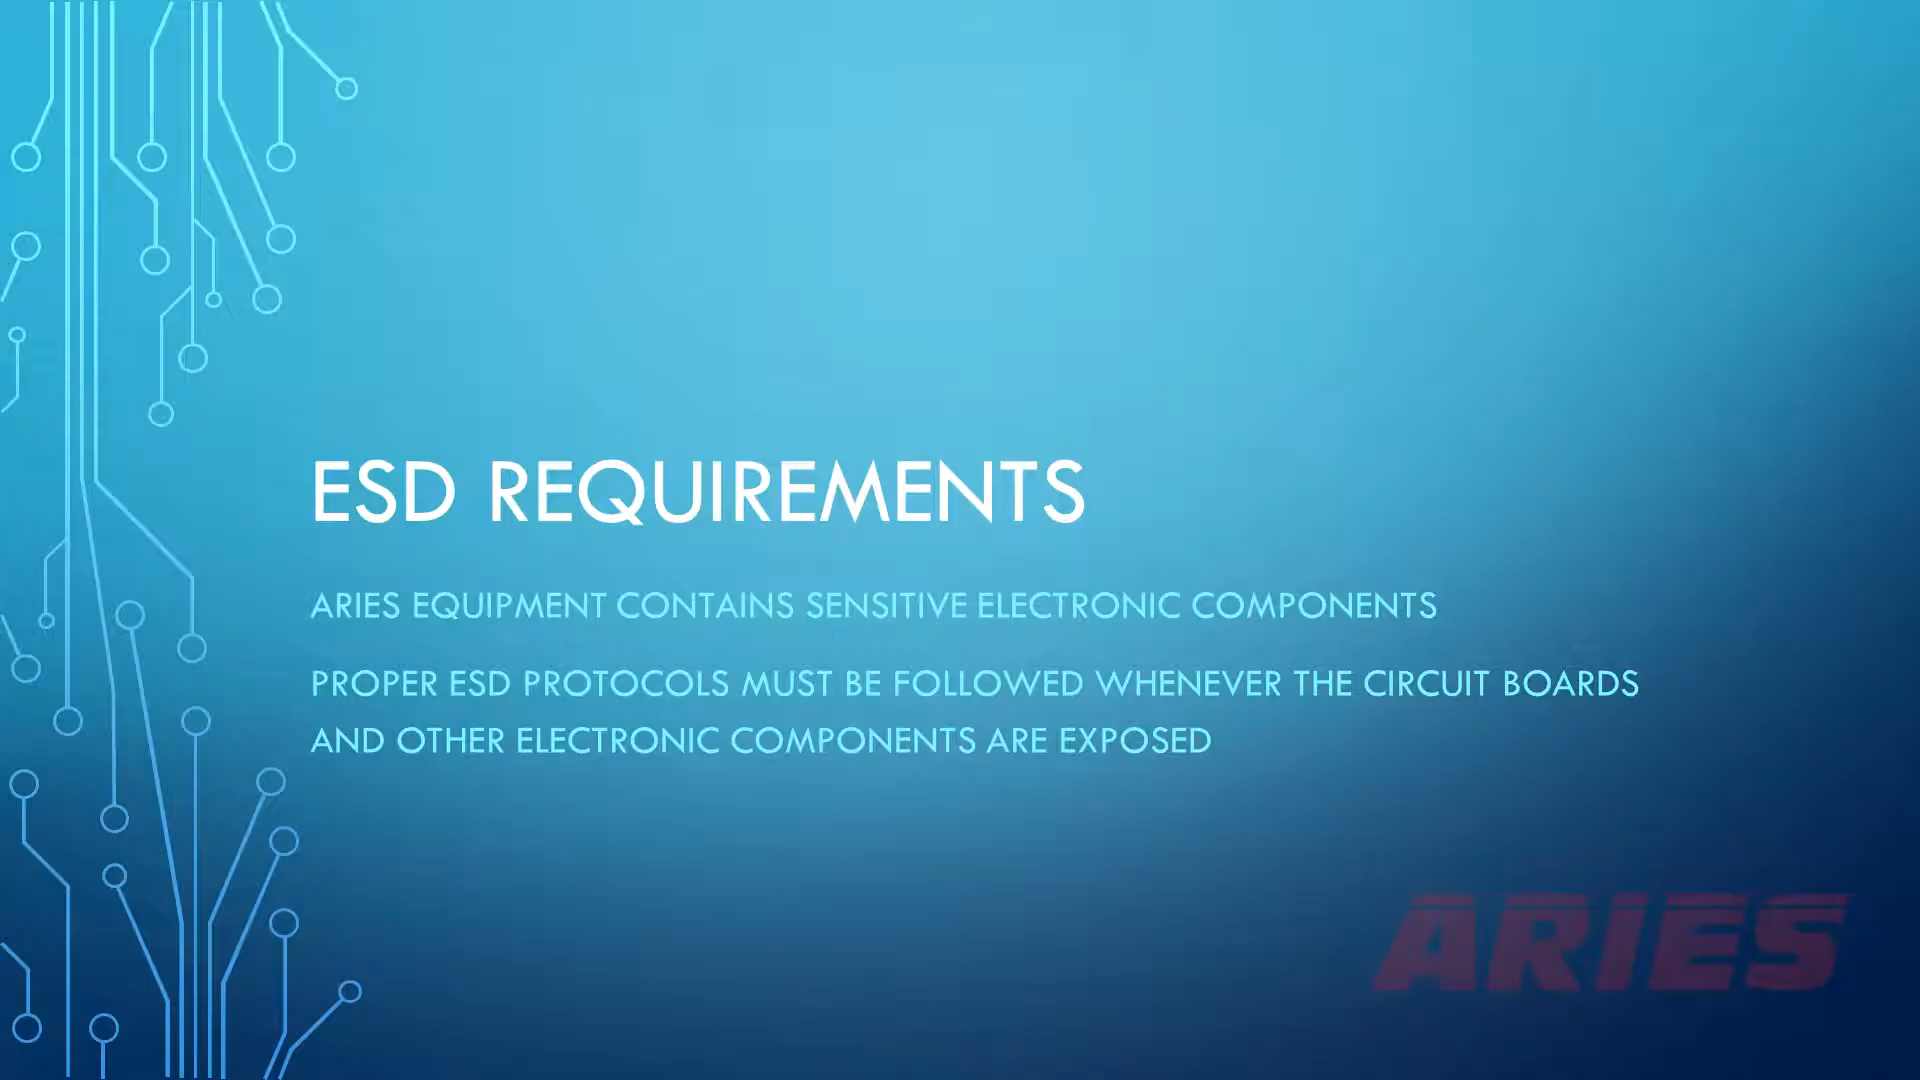 ESD REQUIREMENTS
ARIES EQUIPMENT CONTAINS SENSITIVE ELECTRONIC COMPONENTS
PROPER ESD PROTOCOLS MUST BE FOLLOWED WHENEVER THE CIRCUIT BOARDS
AND OTHER ELECTRONIC COMPONENTS ARE EXPOSED
ARIES